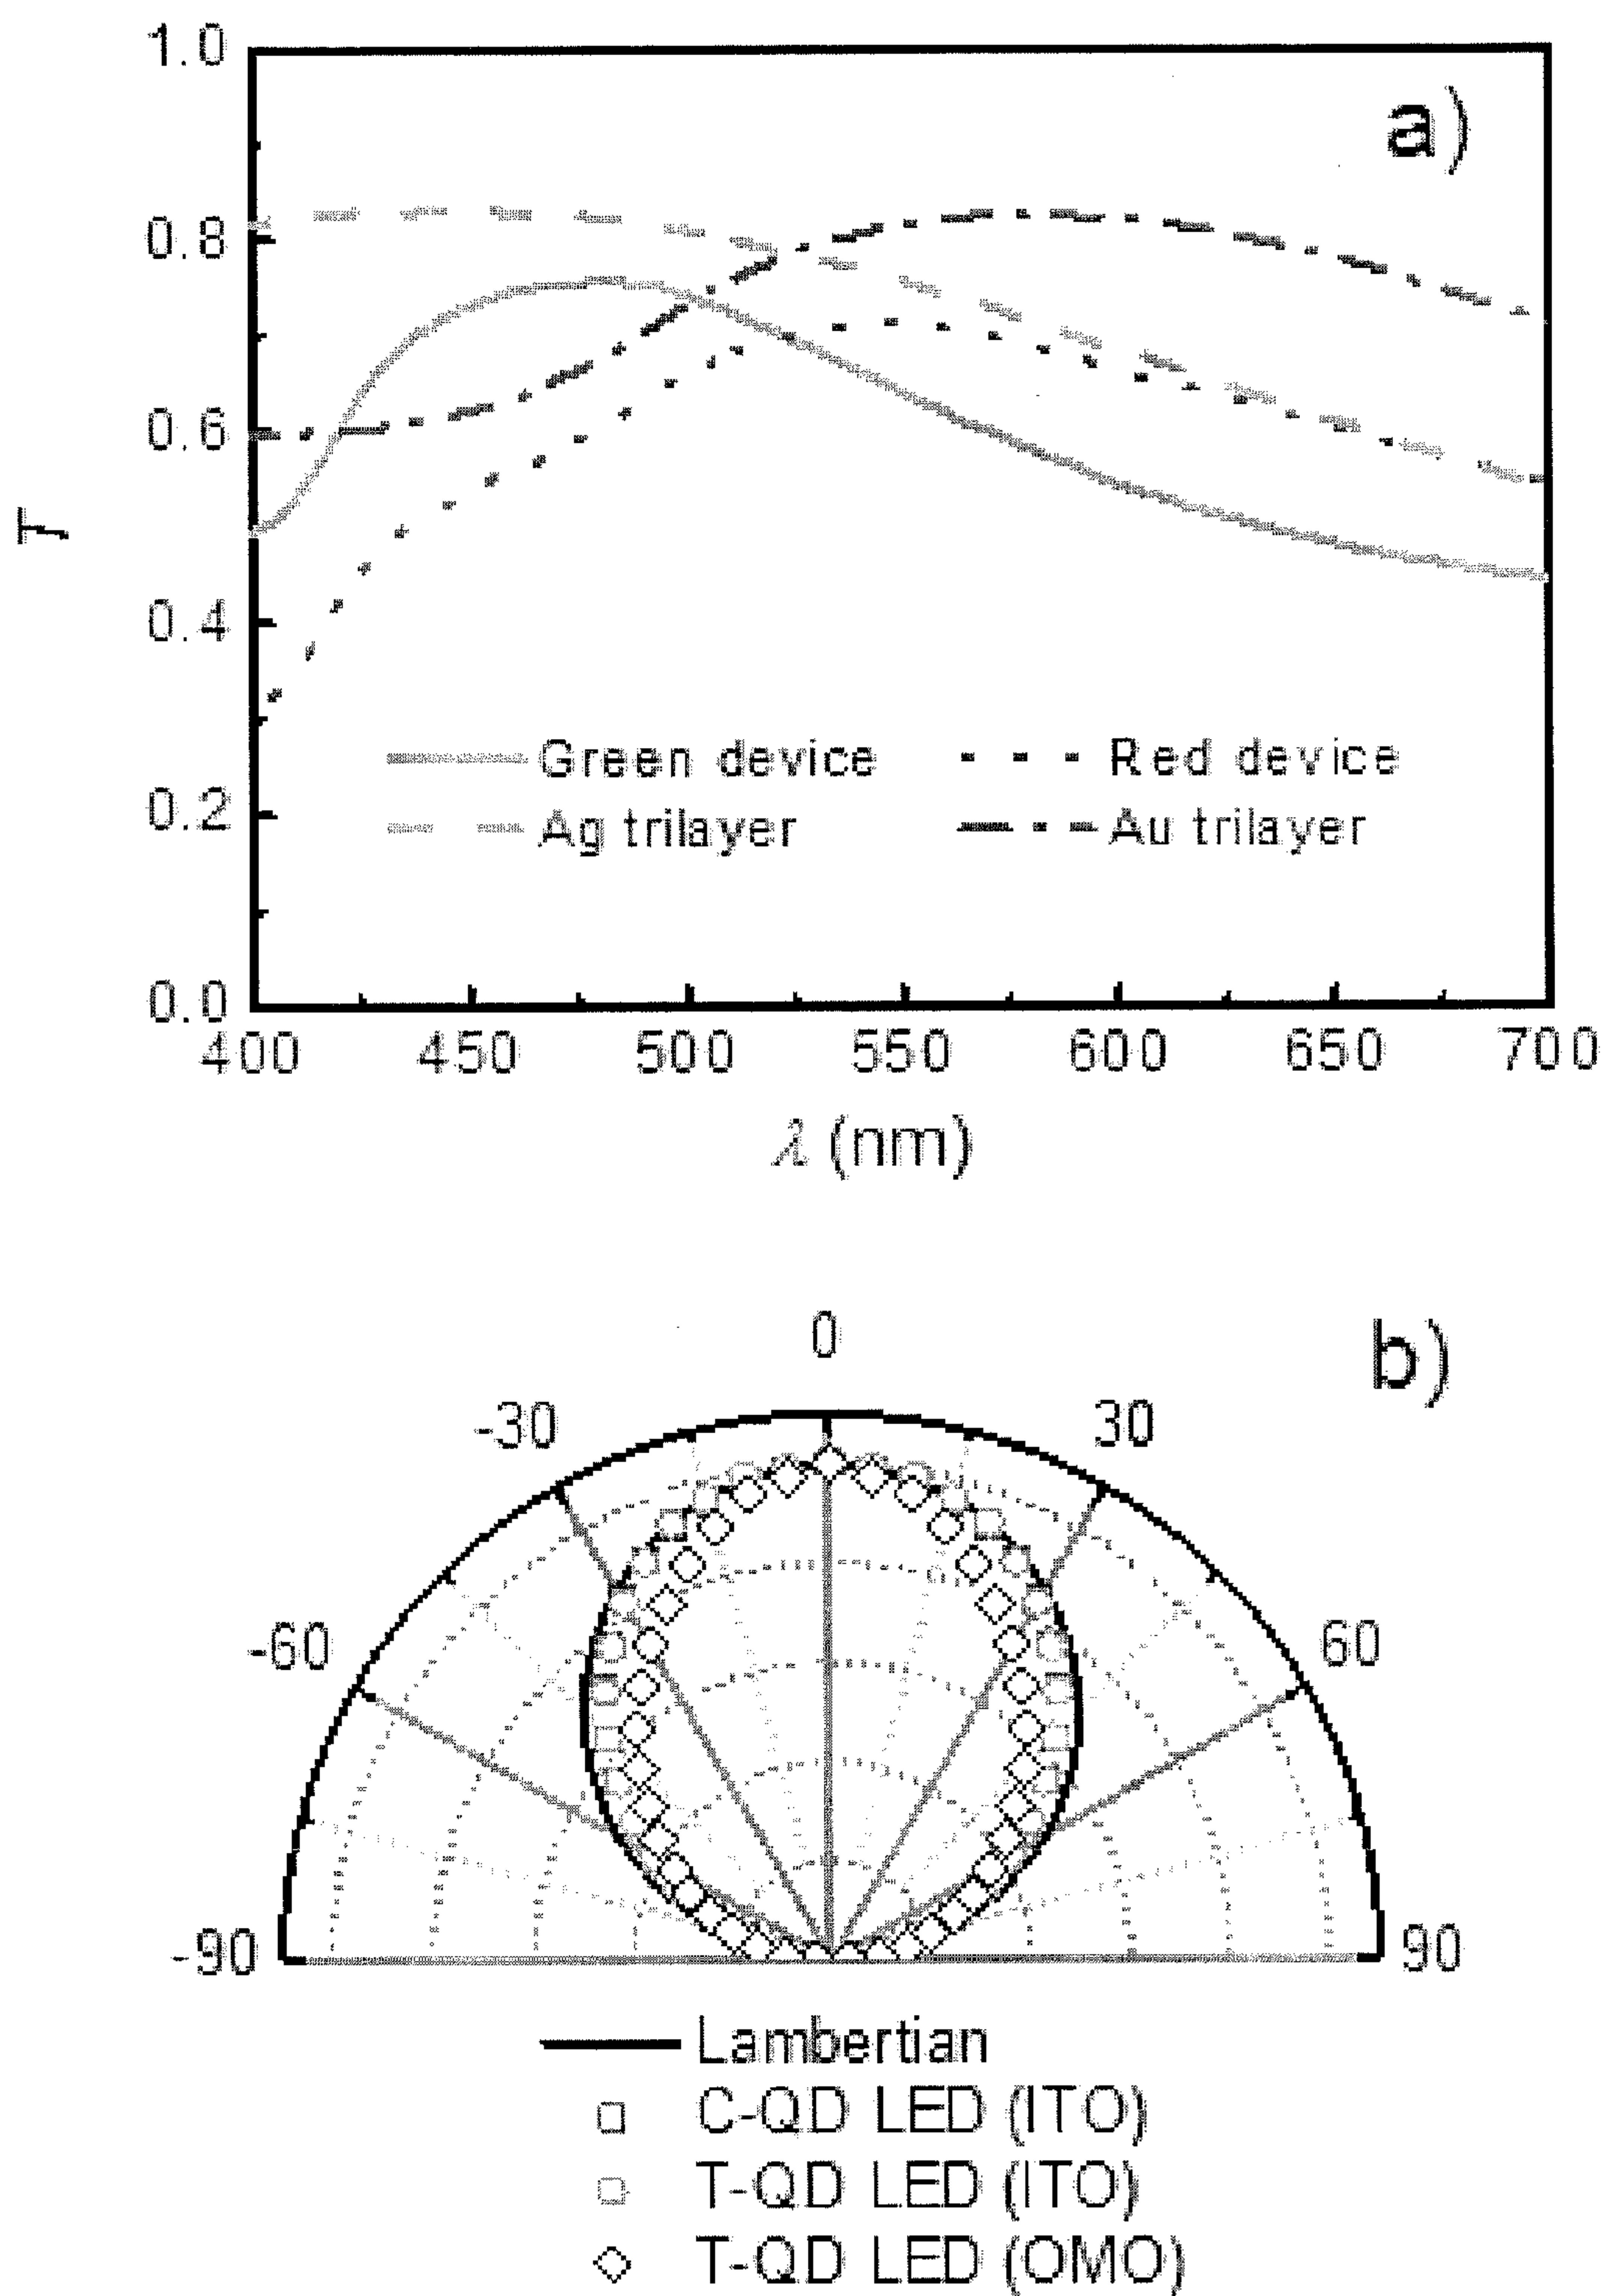 1.0
a)
0.8
0.6
T
0.4
Green device
Red device
0.2
Ag trilayer
Au trilayer
0.0
400 450 500 550 600 650 700
λ (nm)
b)
0
-30 30
-60 60
-90 90
Lambertian
C-QD LED (ITO)
T-QD LED (ITO)
T-QD LED (OMO)